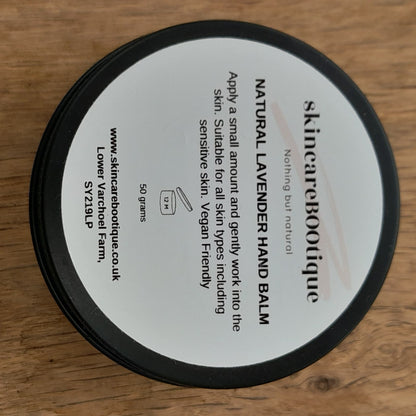 skincareBOOtique
Nothing but natural
NATURAL LAVENDER HAND BALM
Apply a small amount and gently work into the
skin. Suitable for all skin types including
sensitive skin. Vegan Friendly
12 M
50 grams
www.skincarebootique.co.uk
Lower Varchoel Farm,
SY219LP